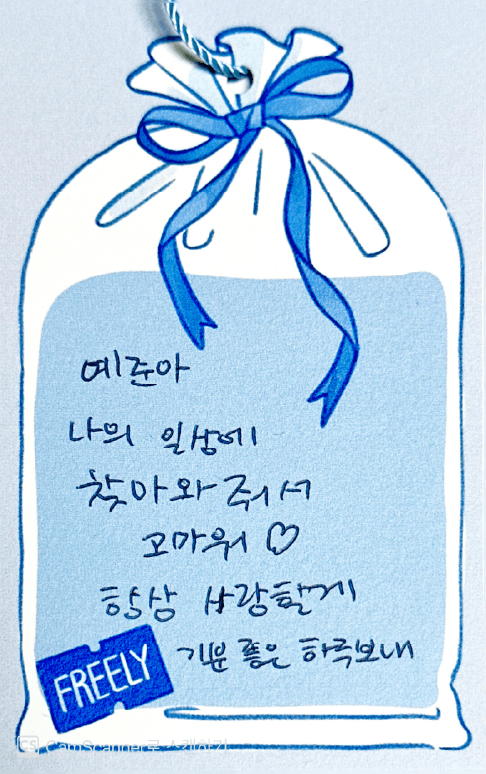 예준아
나의 일상에
찾아와줘서
고마워 ♡
항상 사랑할게
기분 좋은 하루보내
FREELY
CS CamScanner로 스캔하기